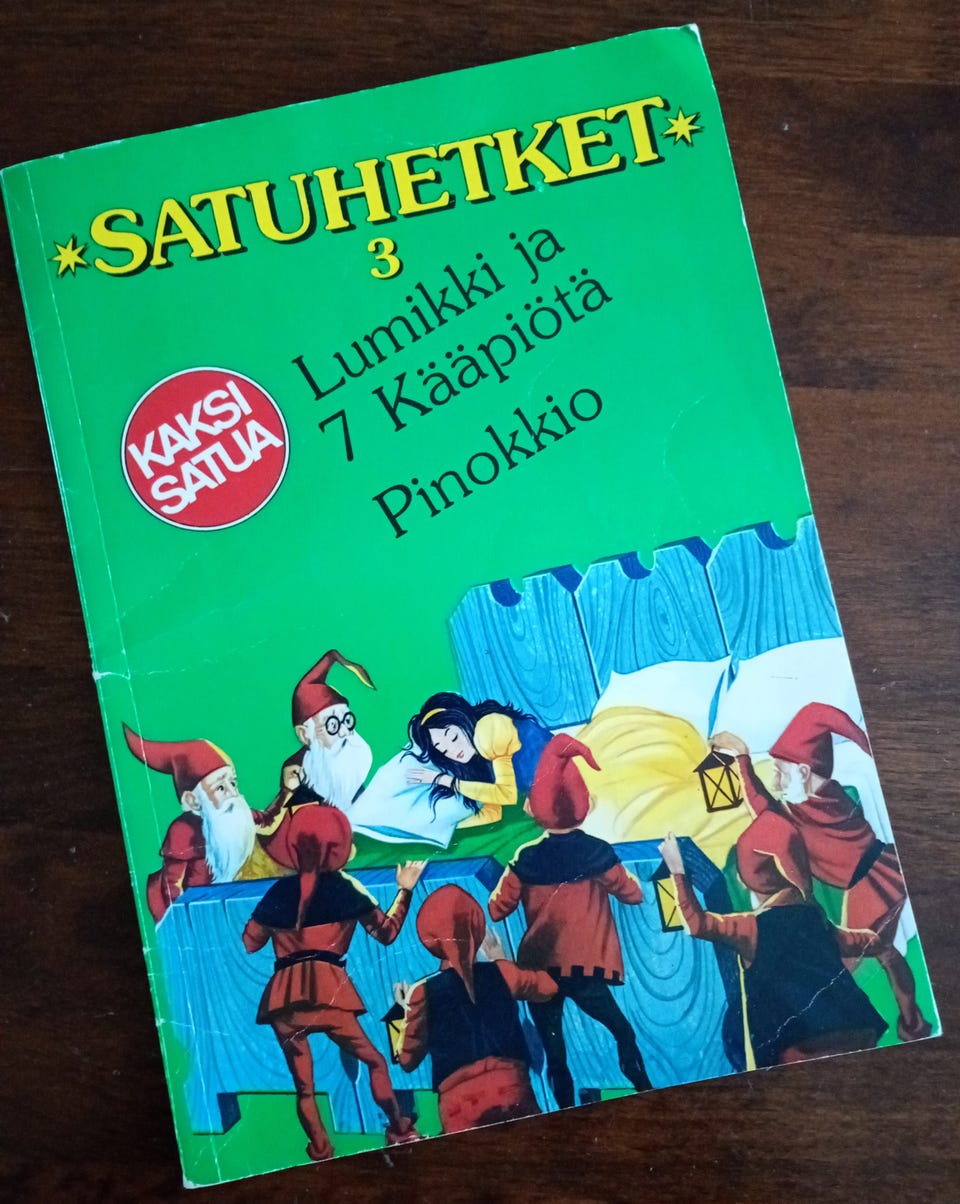 SATUHETKET
3
Lumikki ja
7 Kääpiötä
Pinokkio
KAKSI
SATUA